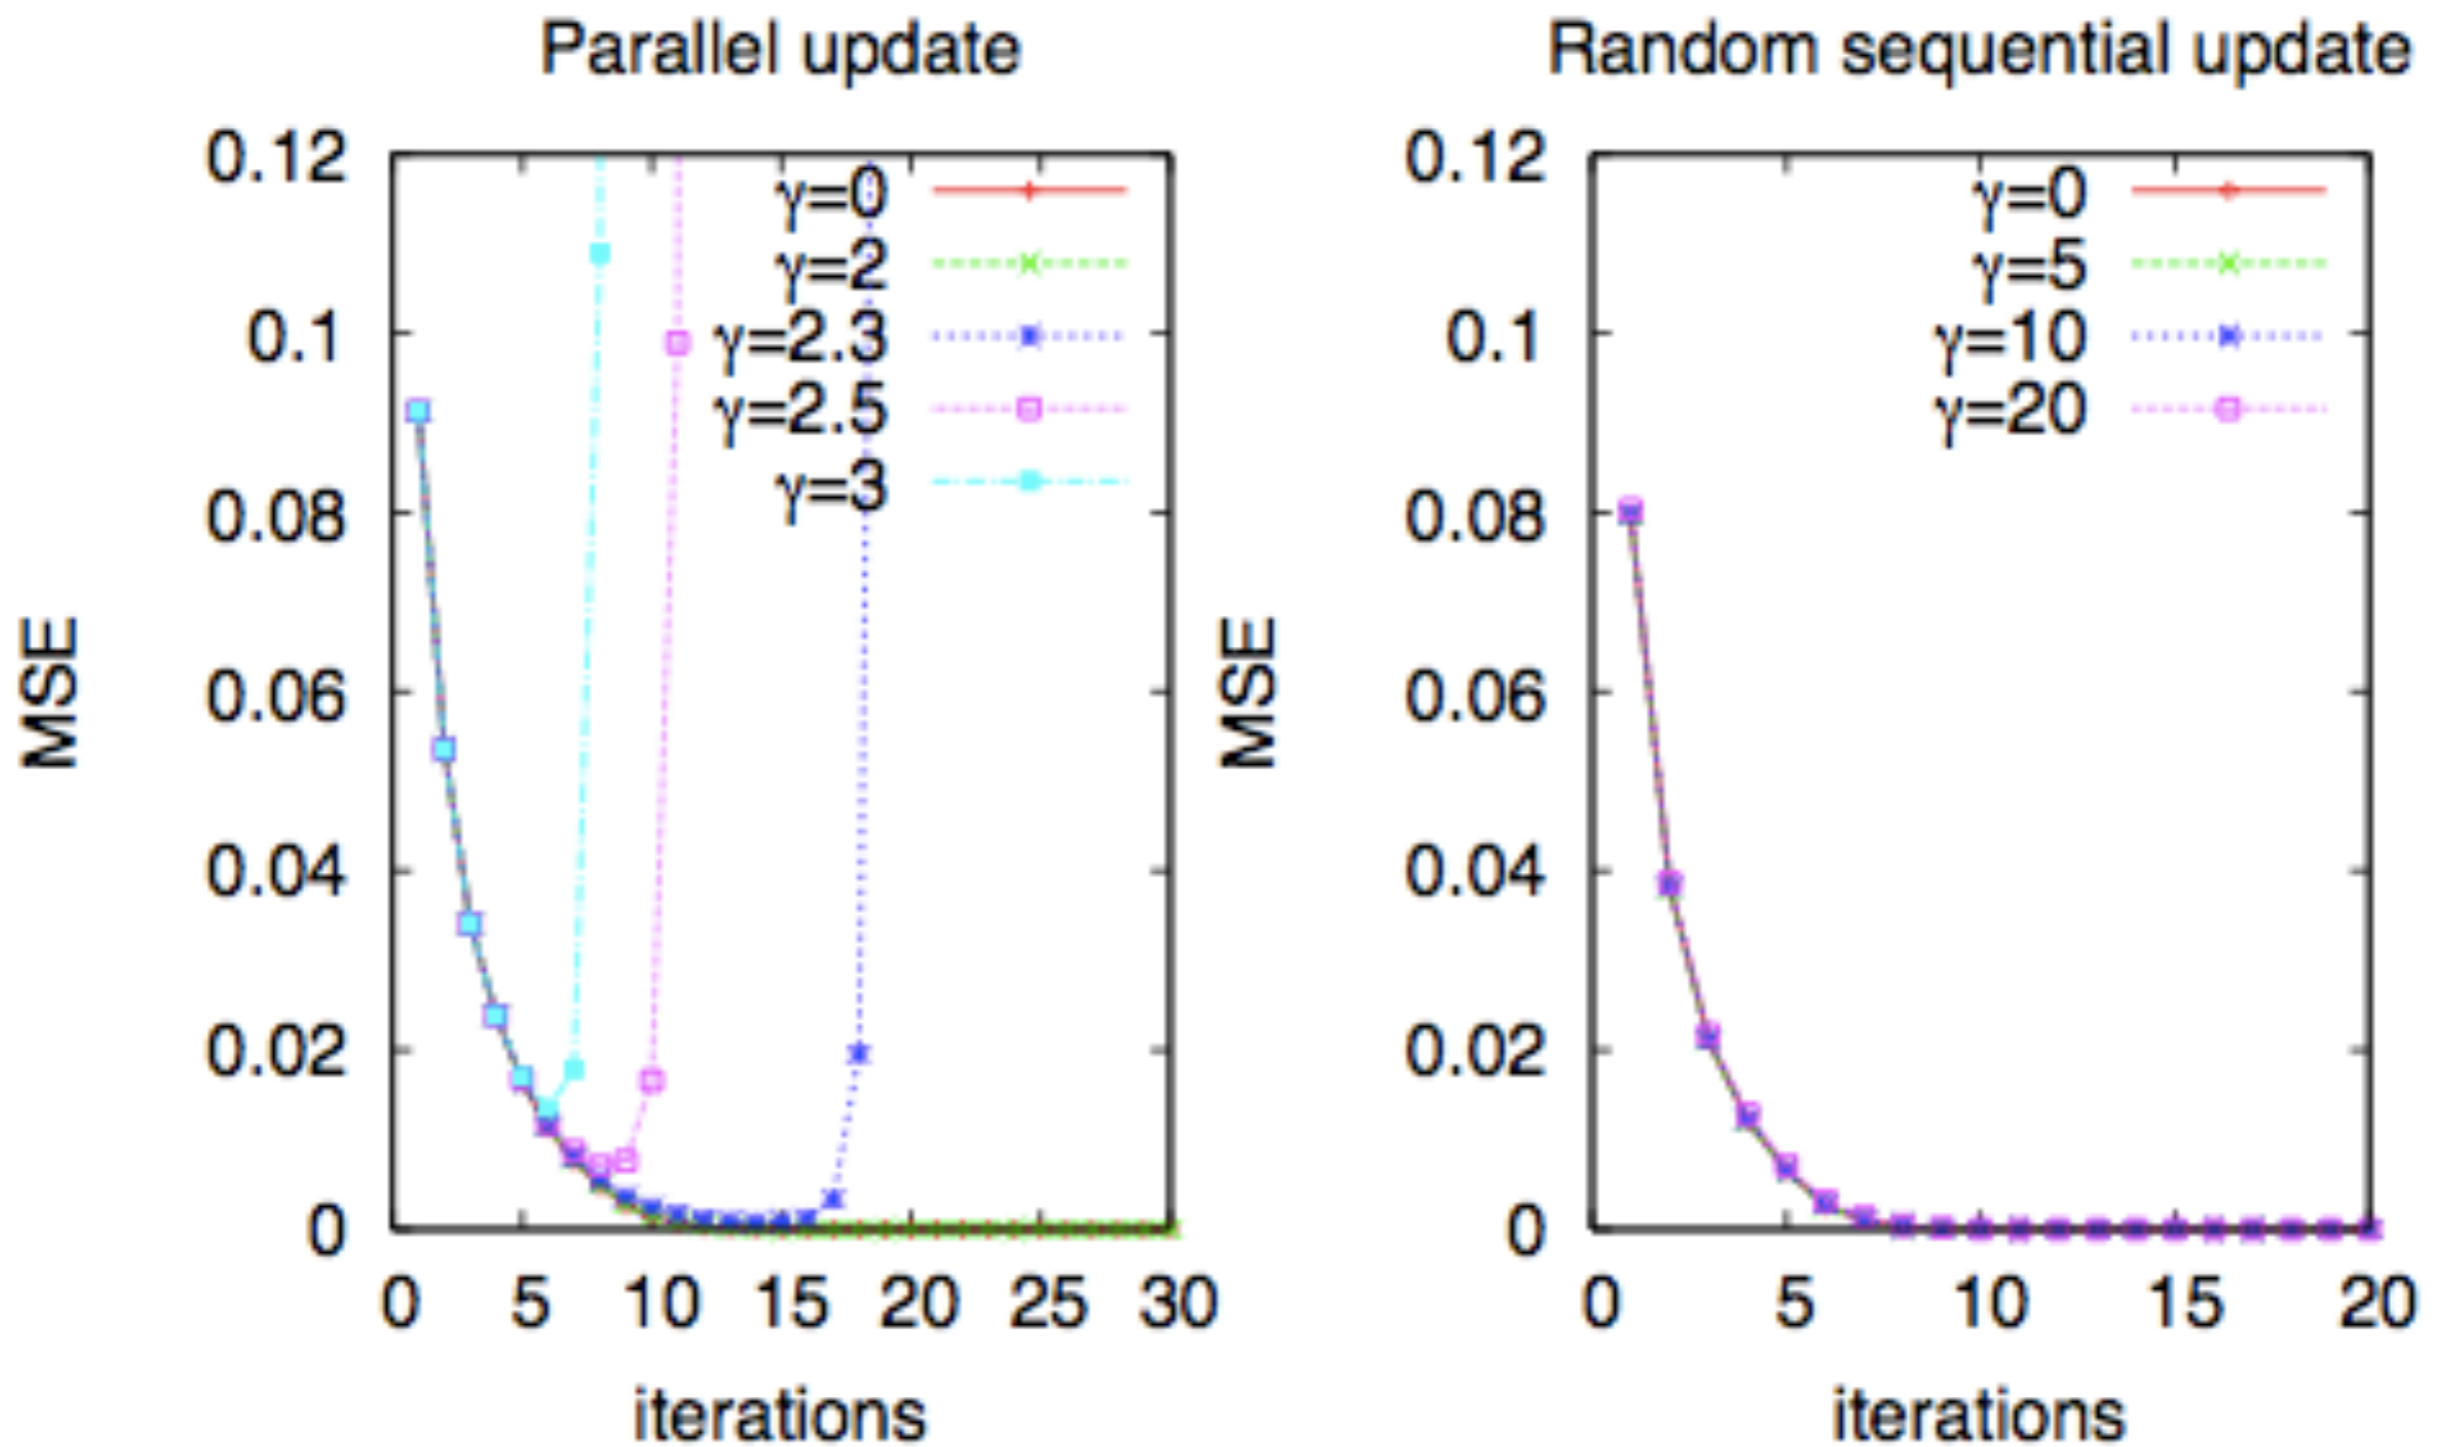 Parallel update
0.12
0.1
0.08
0.06
0.04
0.02
0
MSE
γ=0
γ=2
γ=2.3
γ=2.5
γ=3
0 5 10 15 20 25 30
iterations
Random sequential update
0.12
0.1
0.08
0.06
0.04
0.02
0
MSE
γ=0
γ=5
γ=10
γ=20
0 5 10 15 20
iterations